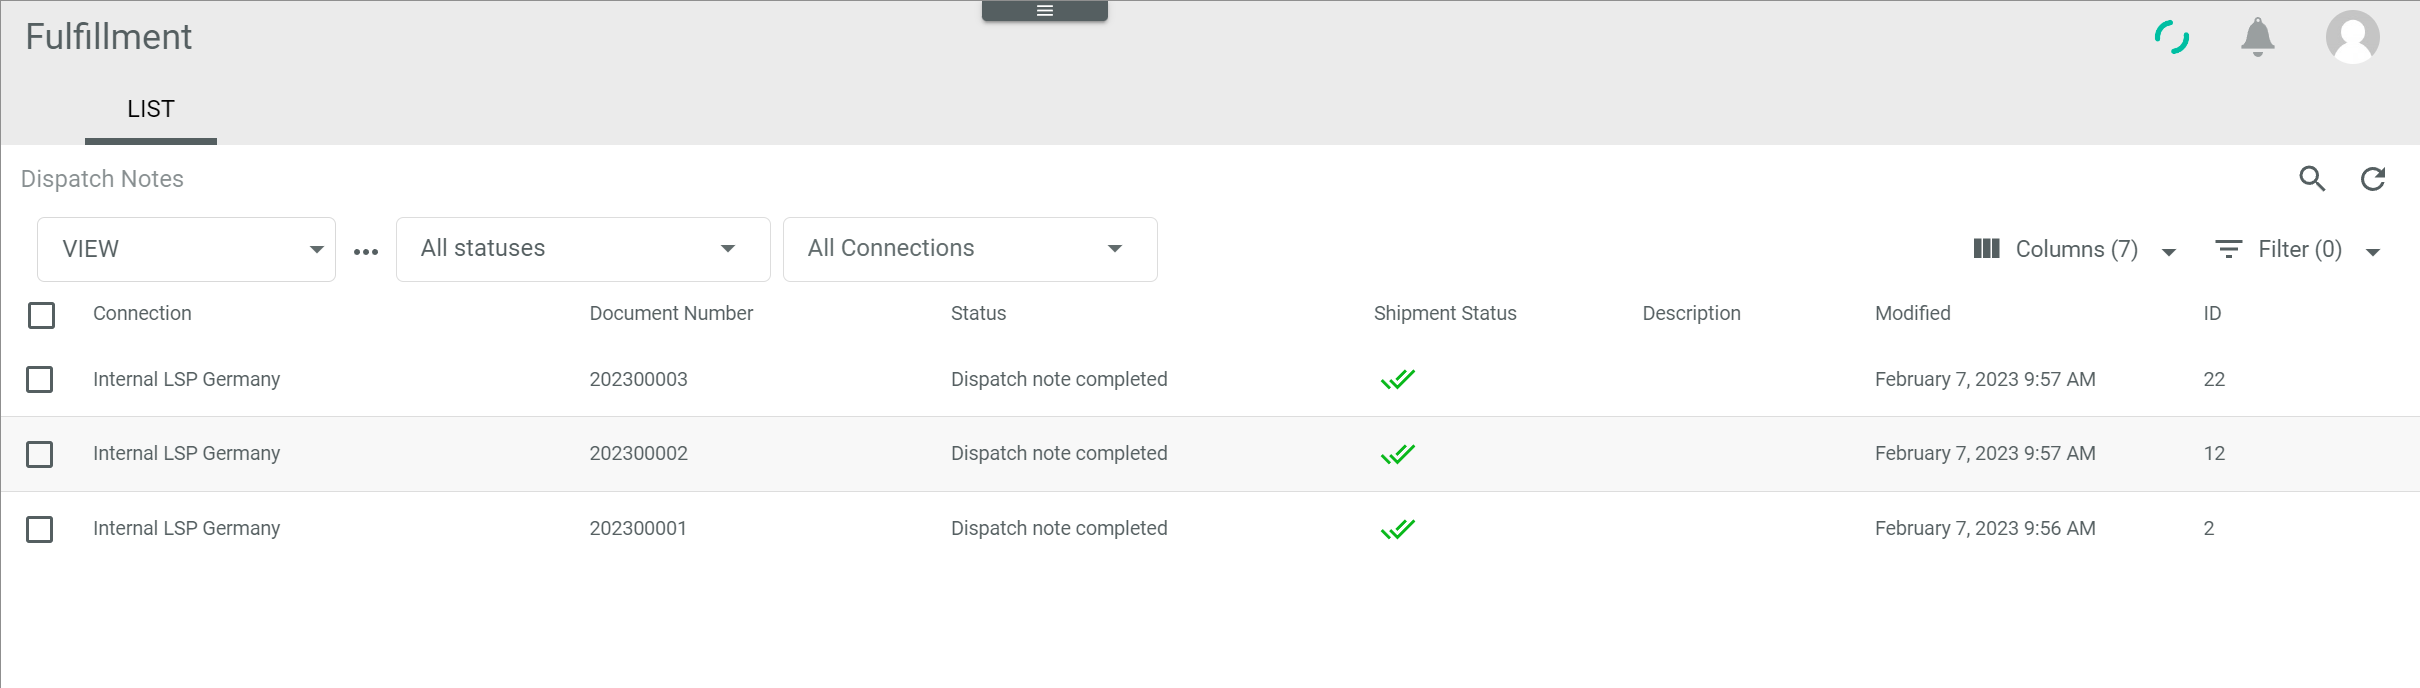 Fulfillment
LIST
Dispatch Notes
VIEW All statuses All Connections Columns (7) Filter (0)
Connection Document Number Status Shipment Status Description Modified ID
Internal LSP Germany 202300003 Dispatch note completed February 7, 2023 9:57 AM 22
Internal LSP Germany 202300002 Dispatch note completed February 7, 2023 9:57 AM 12
Internal LSP Germany 202300001 Dispatch note completed February 7, 2023 9:56 AM 2